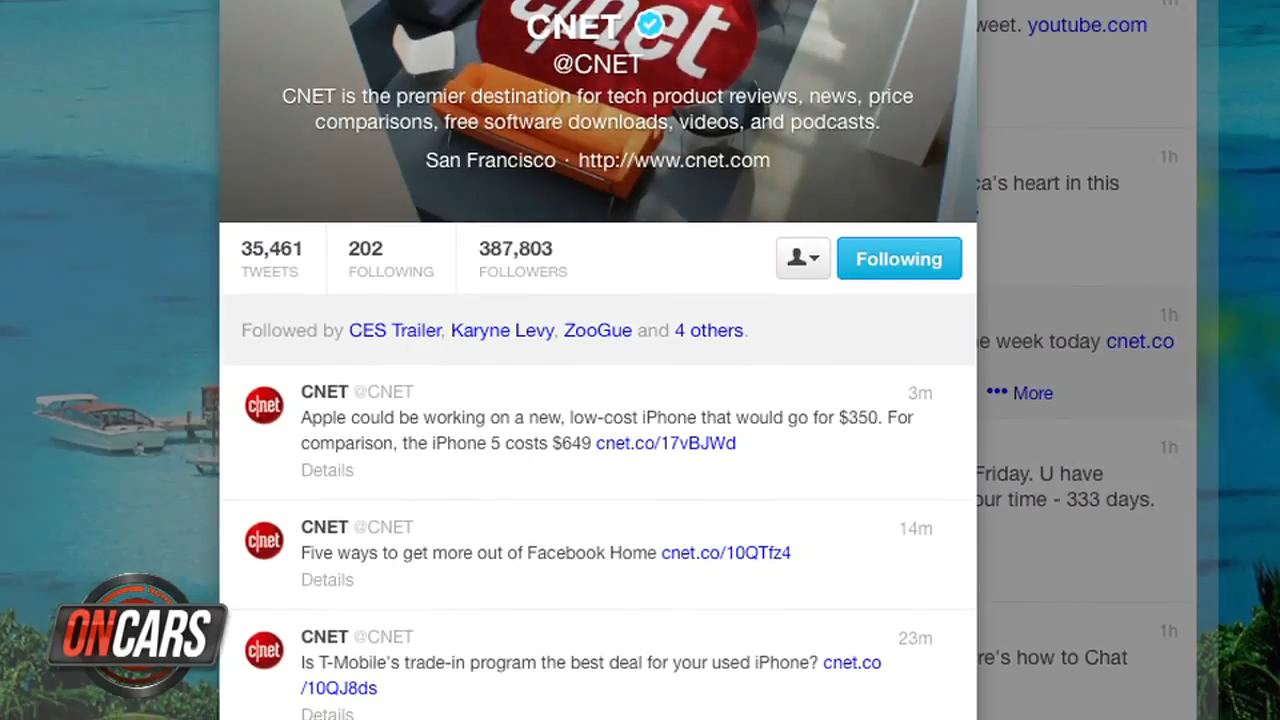 cnet
CNET
@CNET
CNET is the premier destination for tech product reviews, news, price
comparisons, free software downloads, videos, and podcasts.
San Francisco · http://www.cnet.com
35,461
TWEETS
202
FOLLOWING
387,803
FOLLOWERS
Following
Followed by CES Trailer, Karyne Levy, ZooGue and 4 others.
c|net
CNET @CNET
3m
Apple could be working on a new, low-cost iPhone that would go for $350. For
comparison, the iPhone 5 costs $649 cnet.co/17vBJWd
Details
c|net
CNET @CNET
14m
Five ways to get more out of Facebook Home cnet.co/10QTfz4
Details
c|net
CNET @CNET
23m
Is T-Mobile's trade-in program the best deal for your used iPhone? cnet.co
/10QJ8ds
Details
weet. youtube.com
1h
ca's heart in this
1h
e week today cnet.co
••• More
1h
Friday. U have
our time - 333 days.
1h
re's how to Chat
ONCARS